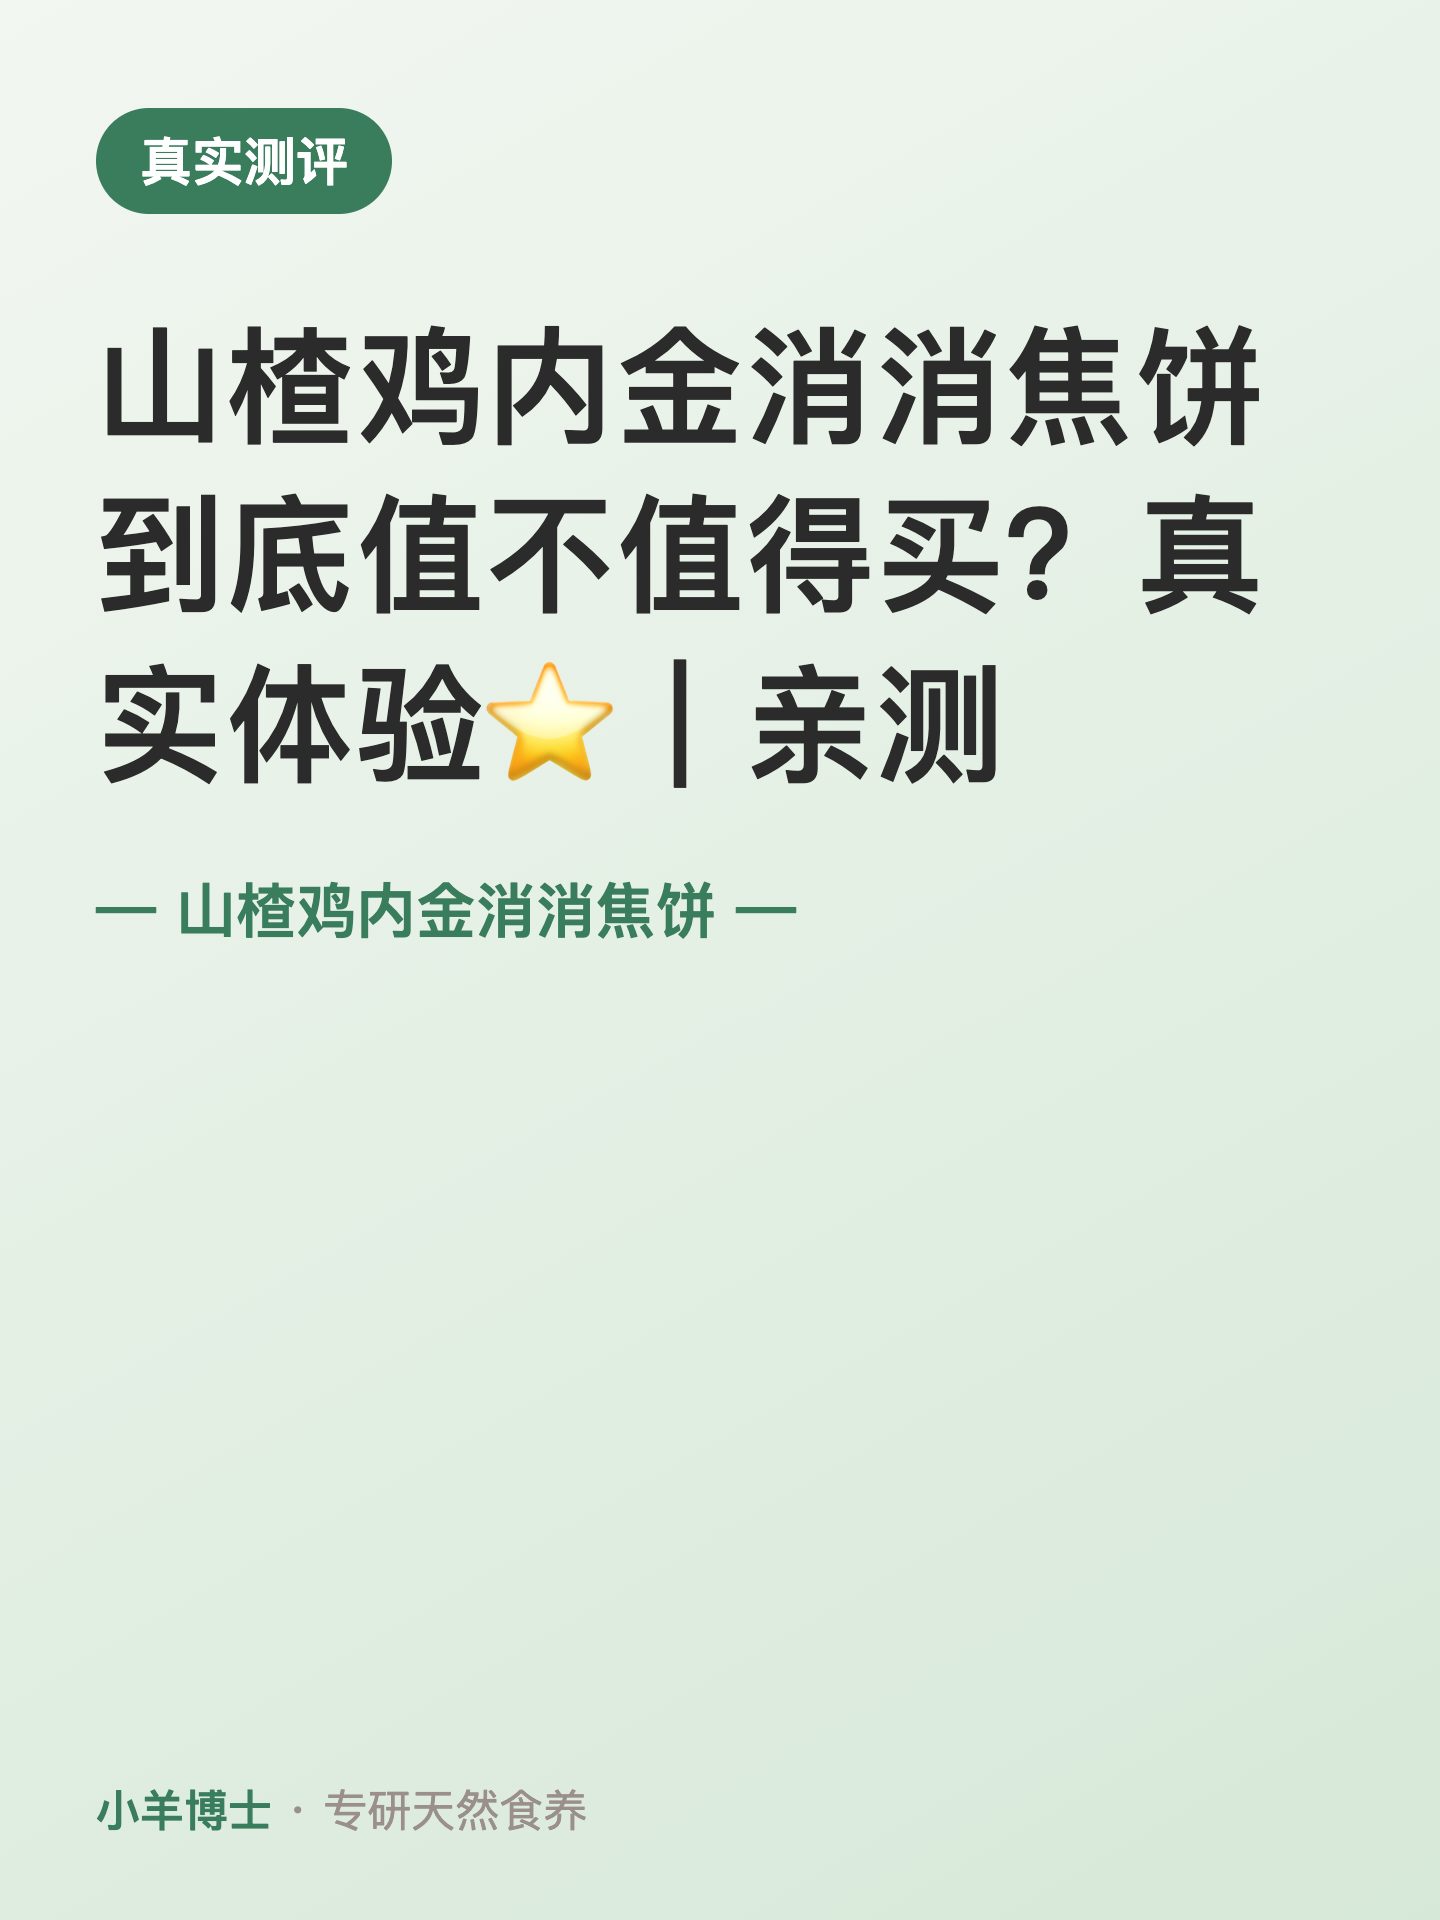 真实测评
山楂鸡内金消消焦饼
到底值不值得买？真
实体验⭐｜亲测
— 山楂鸡内金消消焦饼 —
小羊博士 · 专研天然食养